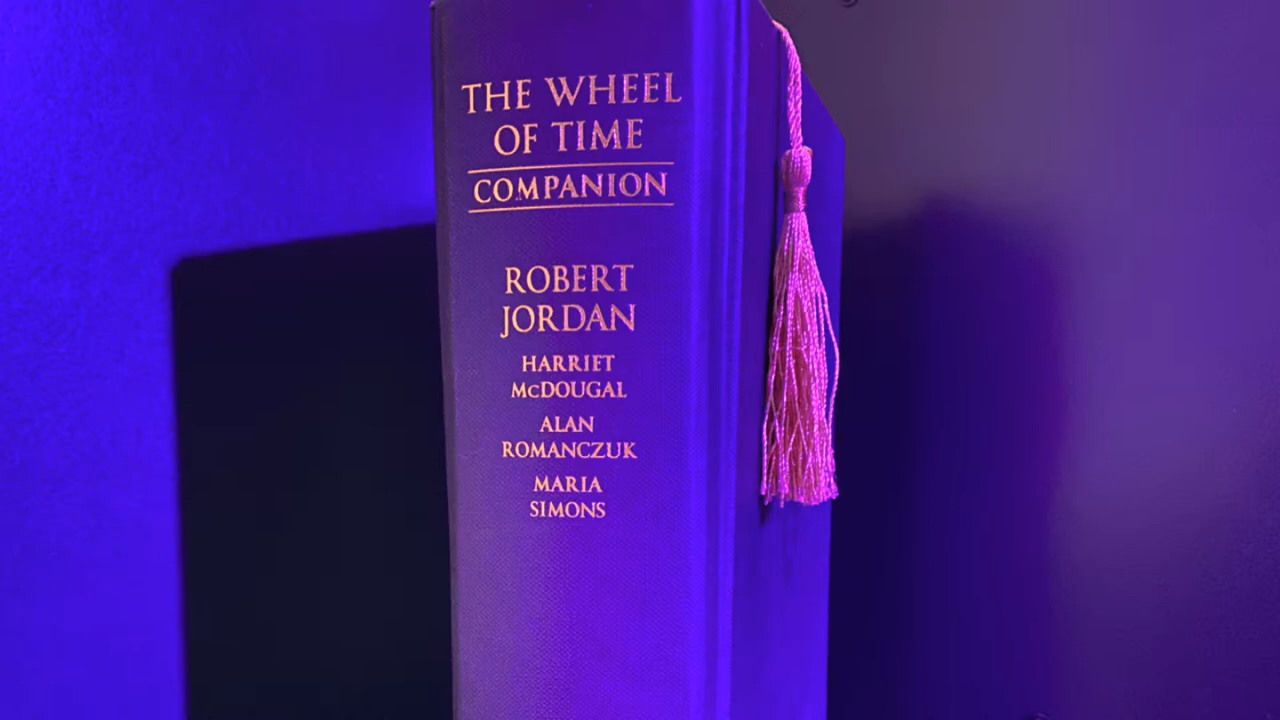 THE WHEEL
OF TIME
COMPANION
ROBERT
JORDAN
HARRIET
McDOUGAL
ALAN
ROMANCZUK
MARIA
SIMONS